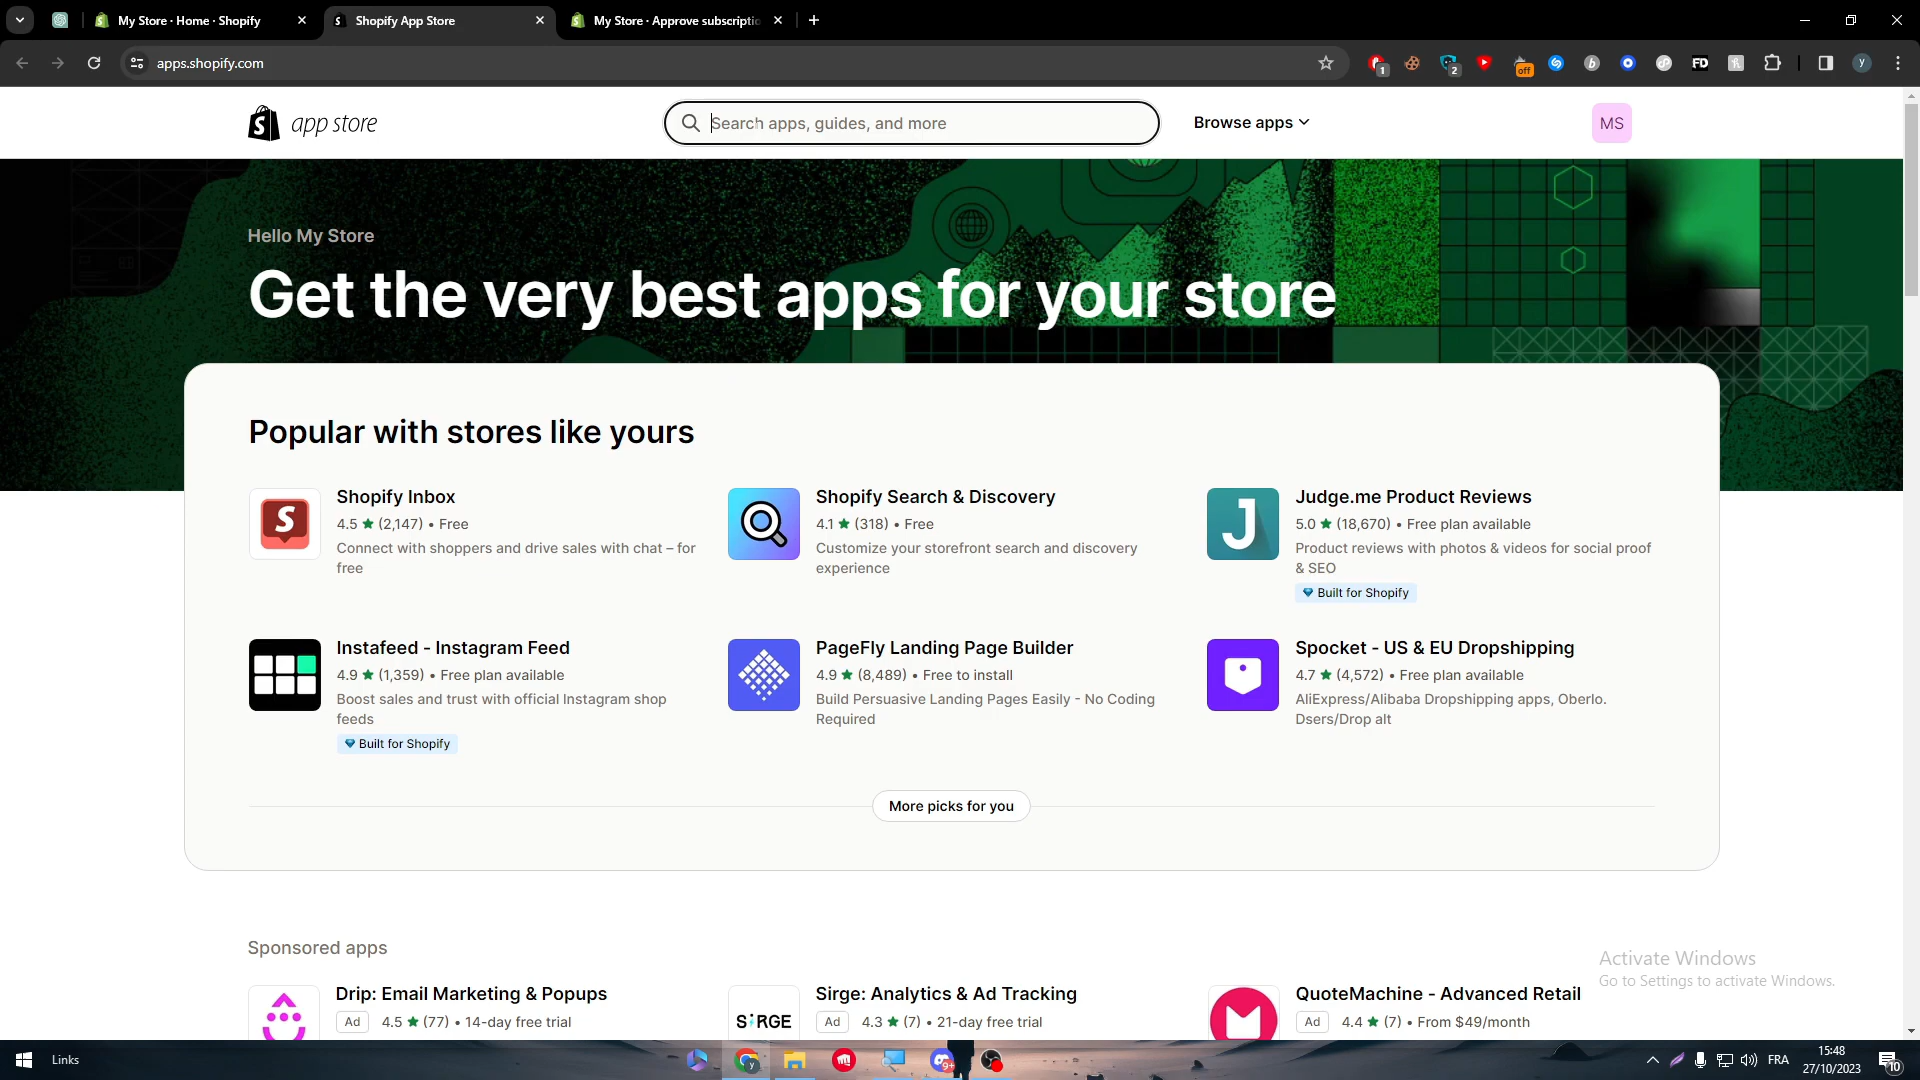 My Store · Home · Shopify
Shopify App Store
My Store · Approve subscriptio
apps.shopify.com
1
2
off
b
FD
y
app store
Search apps, guides, and more
Browse apps
MS
Hello My Store
Get the very best apps for your store
Popular with stores like yours
Shopify Inbox
4.5 ★ (2,147) • Free
Connect with shoppers and drive sales with chat – for
free
Shopify Search & Discovery
4.1 ★ (318) • Free
Customize your storefront search and discovery
experience
Judge.me Product Reviews
5.0 ★ (18,670) • Free plan available
Product reviews with photos & videos for social proof
& SEO
Built for Shopify
Instafeed - Instagram Feed
4.9 ★ (1,359) • Free plan available
Boost sales and trust with official Instagram shop
feeds
Built for Shopify
PageFly Landing Page Builder
4.9 ★ (8,489) • Free to install
Build Persuasive Landing Pages Easily - No Coding
Required
Spocket - US & EU Dropshipping
4.7 ★ (4,572) • Free plan available
AliExpress/Alibaba Dropshipping apps, Oberlo.
Dsers/Drop alt
More picks for you
Sponsored apps
Drip: Email Marketing & Popups
Ad 4.5 ★ (77) • 14-day free trial
SiRGE
Sirge: Analytics & Ad Tracking
Ad 4.3 ★ (7) • 21-day free trial
QuoteMachine - Advanced Retail
Ad 4.4 ★ (7) • From $49/month
Activate Windows
Go to Settings to activate Windows.
Links
9+
FRA
15:48
27/10/2023
10